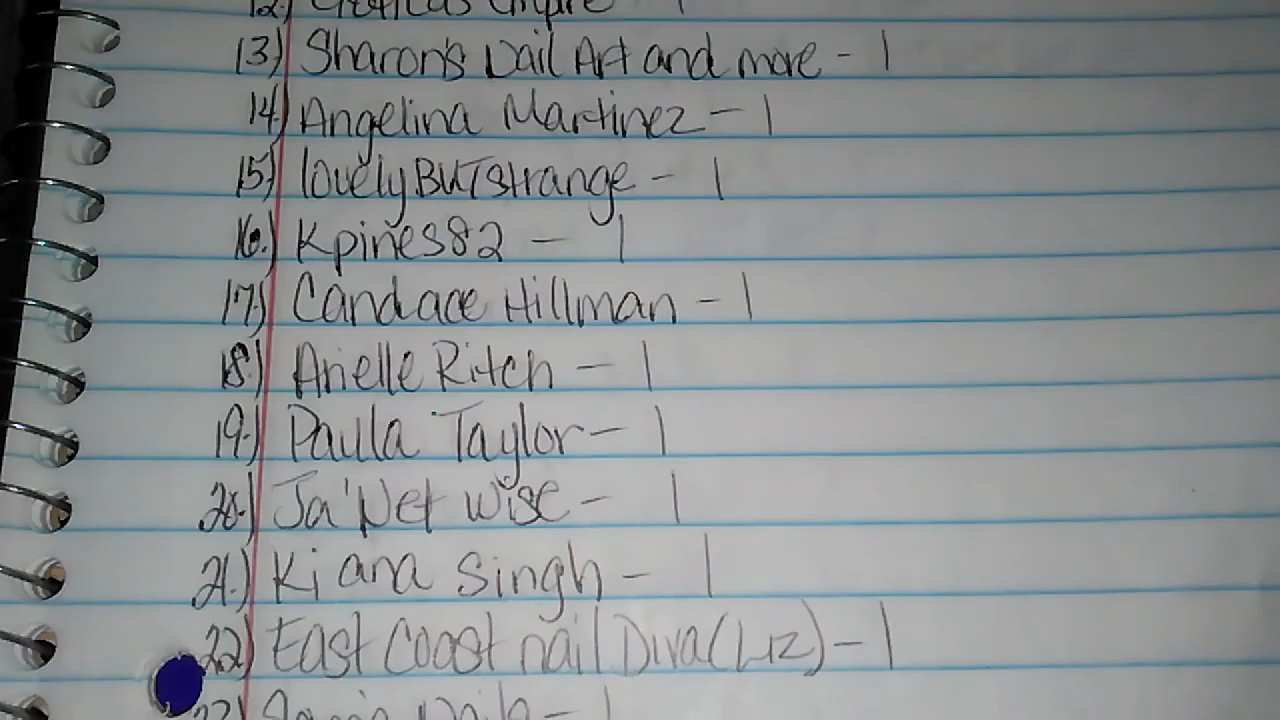 13.) Sharon's Nail Art and more - 1
14.) Angelina Martinez - 1
15.) lovelyBUTstrange - 1
16.) Kpines82 - 1
17.) Candace Hillman - 1
18.) Arielle Ritch - 1
19.) Paula Taylor - 1
20.) Ja'Net Wise - 1
21.) Kiana Singh - 1
22.) East Coast nail Diva (Liz) - 1